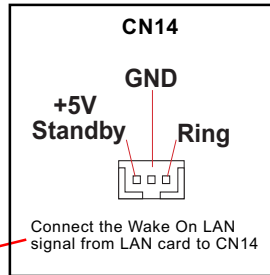 CN14
GND
+5V
Standby
Ring
Connect the Wake On LAN
signal from LAN card to CN14